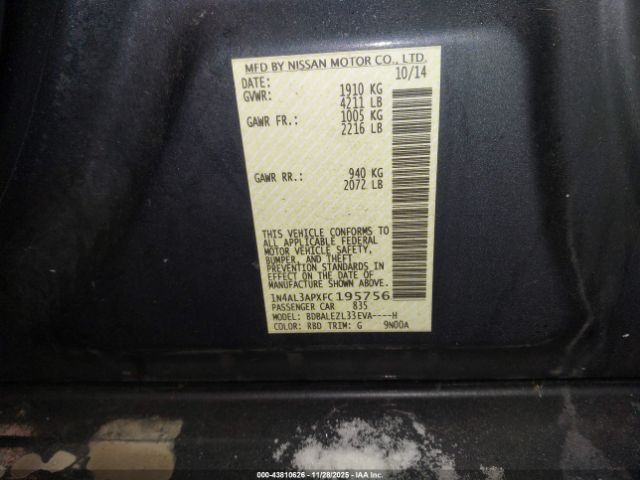 MFD BY NISSAN MOTOR CO., LTD.
DATE: 10/14
GVWR: 1910 KG
4211 LB
GAWR FR.: 1005 KG
2216 LB
GAWR RR.: 940 KG
2072 LB
THIS VEHICLE CONFORMS TO
ALL APPLICABLE FEDERAL
MOTOR VEHICLE SAFETY,
BUMPER, AND THEFT
PREVENTION STANDARDS IN
EFFECT ON THE DATE OF
MANUFACTURE SHOWN ABOVE.
1N4AL3APXFC195756
PASSENGER CAR 835
MODEL: BDBALEZL33EVA----H
COLOR: RBD TRIM: G 9N00A
000-43810626 | 11/28/2025 | IAA, Inc.